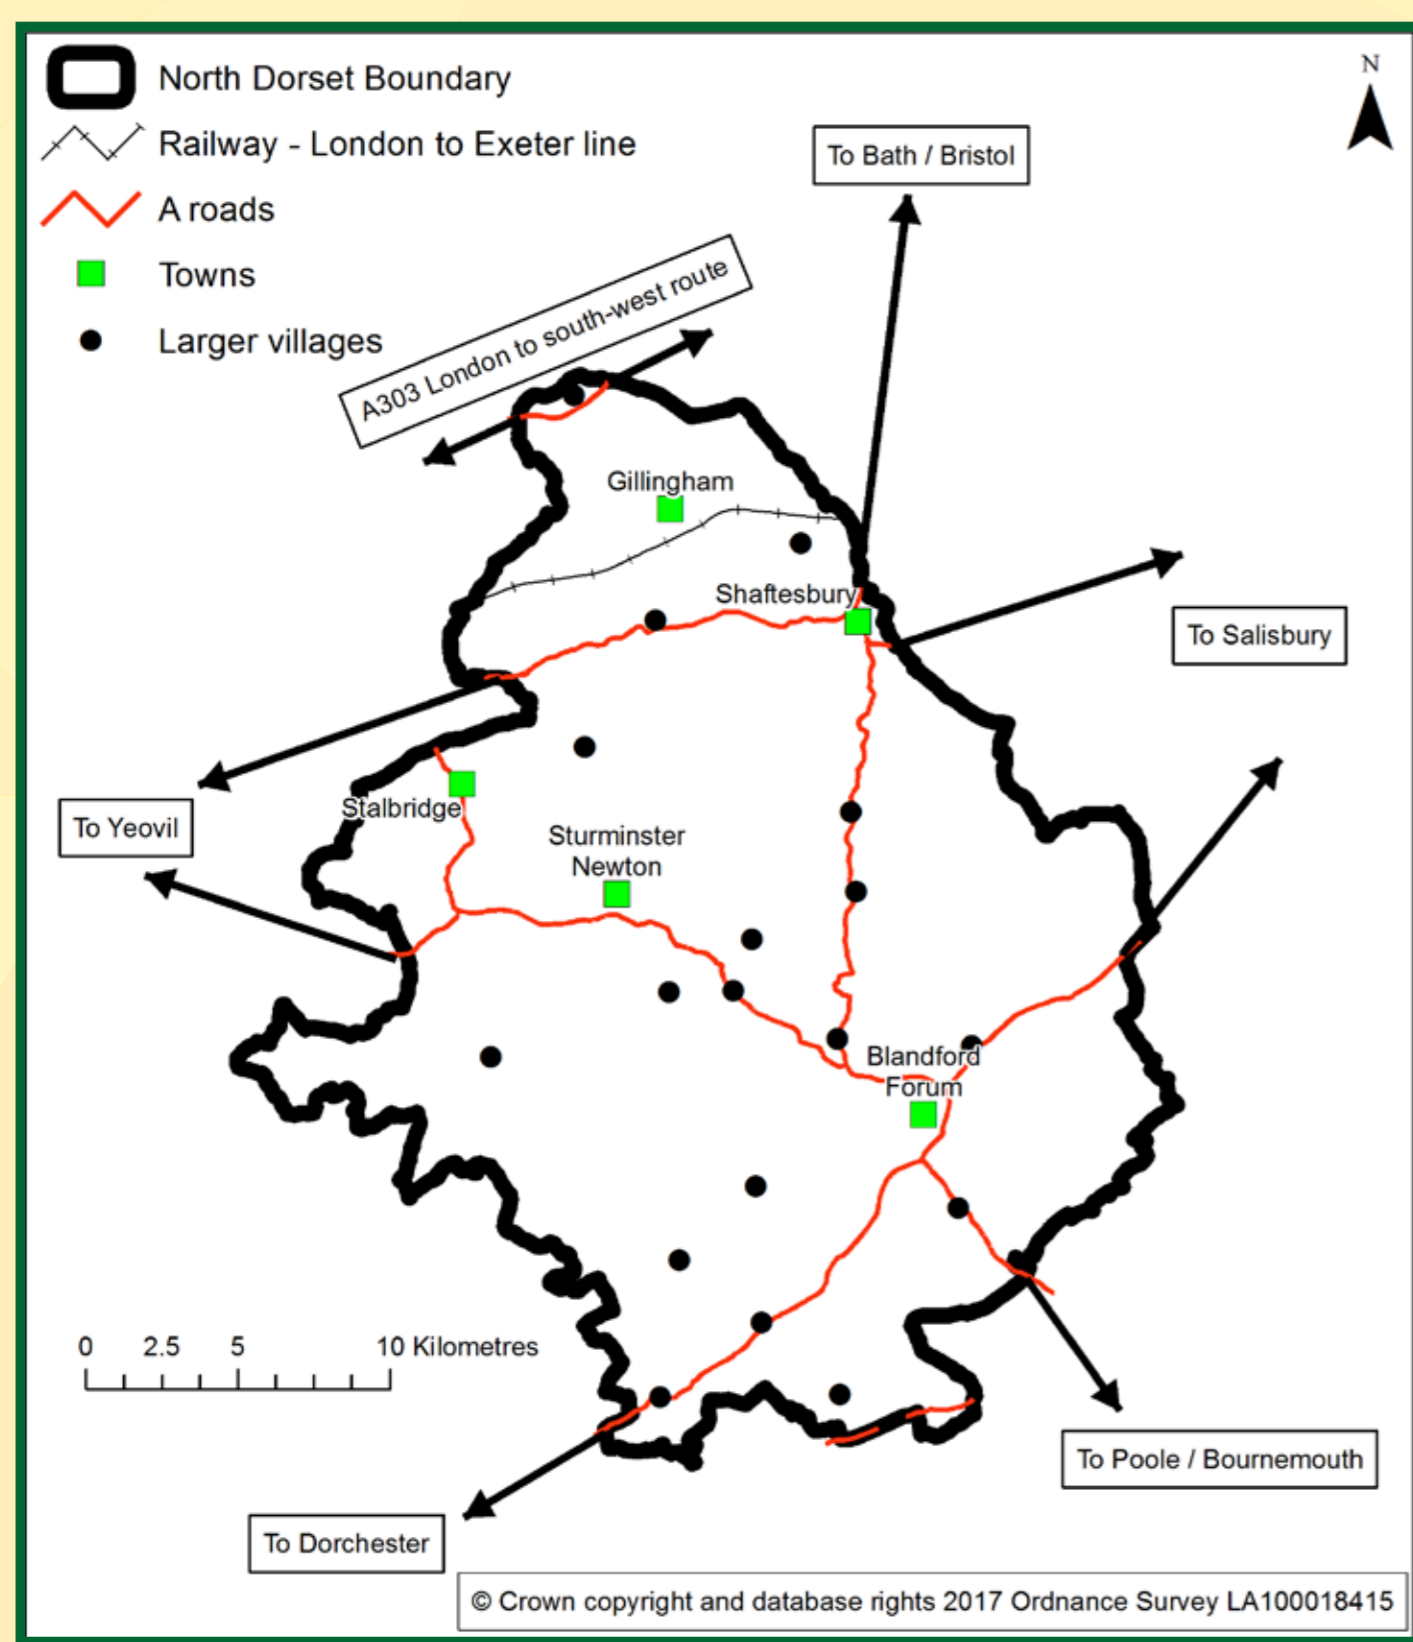 North Dorset Boundary
Railway - London to Exeter line
A roads
Towns
Larger villages
N
To Bath / Bristol
A303 London to south-west route
Gillingham
Shaftesbury
To Salisbury
To Yeovil
Stalbridge
Sturminster
Newton
Blandford
Forum
0 2.5 5 10 Kilometres
To Poole / Bournemouth
To Dorchester
© Crown copyright and database rights 2017 Ordnance Survey LA100018415